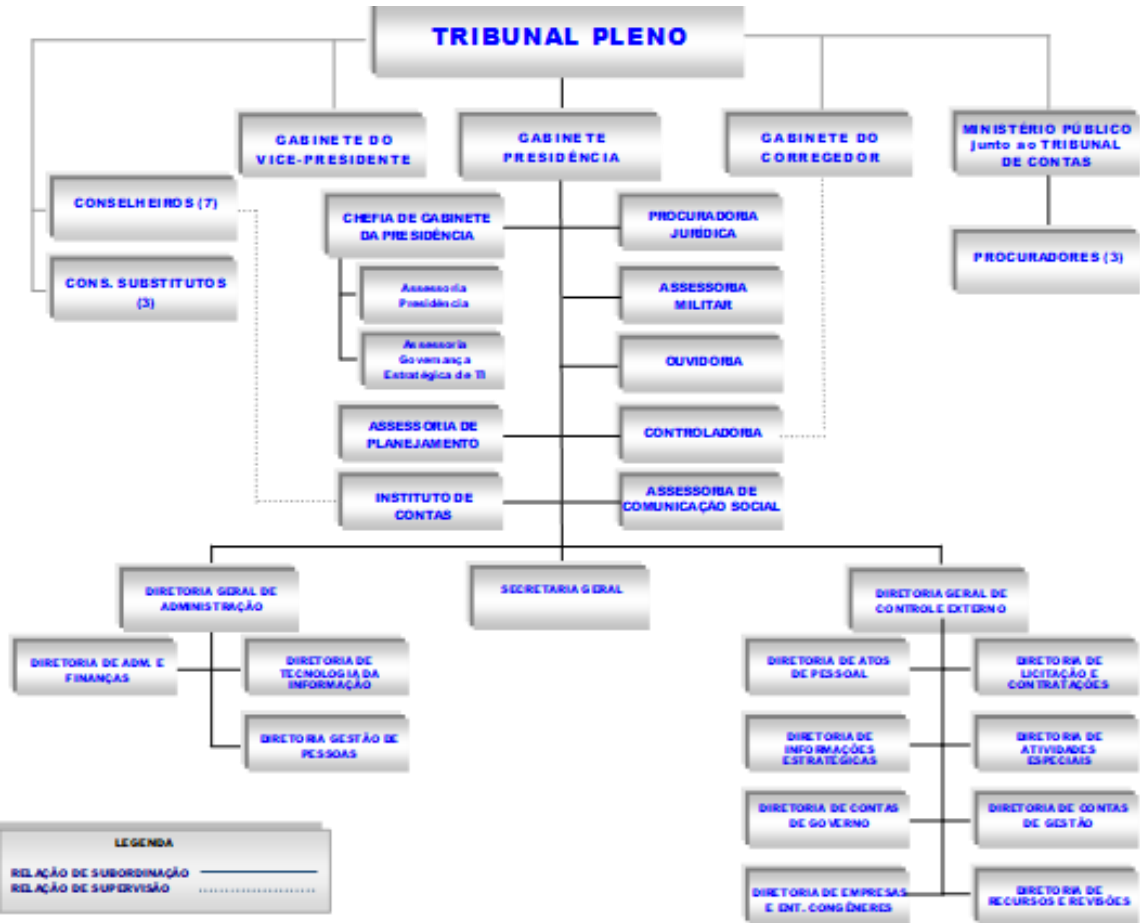 TRIBUNAL PLENO
GABINETE DO
VICE-PRESIDENTE
GABINETE
PRESIDÊNCIA
GABINETE DO
CORREGEDOR
MINISTÉRIO PÚBLICO
junto ao TRIBUNAL
DE CONTAS
CONSELHEIROS (7)
CONS. SUBSTITUTOS
(3)
PROCURADORES (3)
CHEFIA DE GABINETE
DA PRESIDÊNCIA
PROCURADORIA
JURÍDICA
Assessoria
Presidência
ASSESSORIA
MILITAR
Assessoria
Governança
Estratégica de TI
OUVIDORIA
ASSESSORIA DE
PLANEJAMENTO
CONTROLADORIA
INSTITUTO DE
CONTAS
ASSESSORIA DE
COMUNICAÇÃO SOCIAL
DIRETORIA GERAL DE
ADMINISTRAÇÃO
SECRETARIA GERAL
DIRETORIA GERAL DE
CONTROLE EXTERNO
DIRETORIA DE ADM. E
FINANÇAS
DIRETORIA DE
TECNOLOGIA DA
INFORMAÇÃO
DIRETORIA GESTÃO DE
PESSOAS
DIRETORIA DE ATOS
DE PESSOAL
DIRETORIA DE
LICITAÇÃO E
CONTRATAÇÕES
DIRETORIA DE
INFORMAÇÕES
ESTRATÉGICAS
DIRETORIA DE
ATIVIDADES
ESPECIAIS
DIRETORIA DE CONTAS
DE GOVERNO
DIRETORIA DE CONTAS
DE GESTÃO
DIRETORIA DE EMPRESAS
E ENT. CONGÊNERES
DIRETORIA DE
RECURSOS E REVISÕES
LEGENDA
RELAÇÃO DE SUBORDINAÇÃO
RELAÇÃO DE SUPERVISÃO